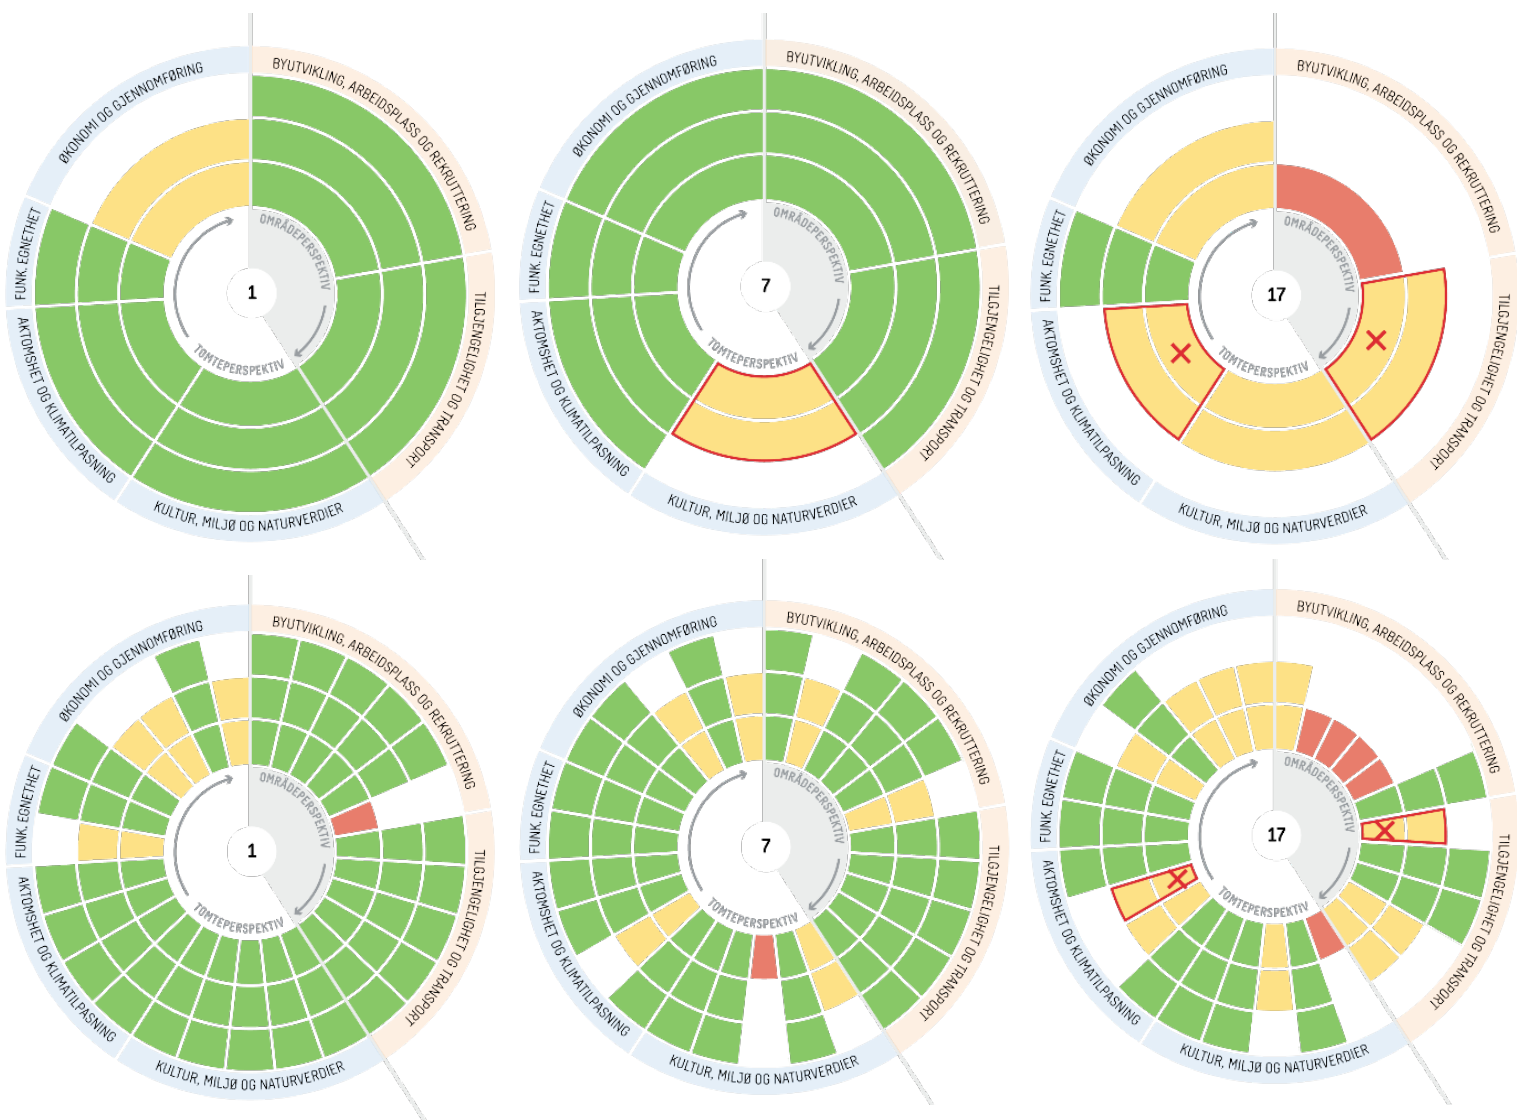 ØKONOMI OG GJENNOMFØRING
BYUTVIKLING, ARBEIDSPLASS OG REKRUTTERING
TILGJENGELIGHET OG TRANSPORT
KULTUR, MILJØ OG NATURVERDIER
AKTOMSHET OG KLIMATILPASNING
FUNK. EGNETHET
OMRÅDEPERSPEKTIV
TOMTEPERSPEKTIV
1
ØKONOMI OG GJENNOMFØRING
BYUTVIKLING, ARBEIDSPLASS OG REKRUTTERING
TILGJENGELIGHET OG TRANSPORT
KULTUR, MILJØ OG NATURVERDIER
AKTOMSHET OG KLIMATILPASNING
FUNK. EGNETHET
OMRÅDEPERSPEKTIV
TOMTEPERSPEKTIV
7
ØKONOMI OG GJENNOMFØRING
BYUTVIKLING, ARBEIDSPLASS OG REKRUTTERING
TILGJENGELIGHET OG TRANSPORT
KULTUR, MILJØ OG NATURVERDIER
AKTOMSHET OG KLIMATILPASNING
FUNK. EGNETHET
OMRÅDEPERSPEKTIV
TOMTEPERSPEKTIV
17
ØKONOMI OG GJENNOMFØRING
BYUTVIKLING, ARBEIDSPLASS OG REKRUTTERING
TILGJENGELIGHET OG TRANSPORT
KULTUR, MILJØ OG NATURVERDIER
AKTOMSHET OG KLIMATILPASNING
FUNK. EGNETHET
OMRÅDEPERSPEKTIV
TOMTEPERSPEKTIV
1
ØKONOMI OG GJENNOMFØRING
BYUTVIKLING, ARBEIDSPLASS OG REKRUTTERING
TILGJENGELIGHET OG TRANSPORT
KULTUR, MILJØ OG NATURVERDIER
AKTOMSHET OG KLIMATILPASNING
FUNK. EGNETHET
OMRÅDEPERSPEKTIV
TOMTEPERSPEKTIV
7
ØKONOMI OG GJENNOMFØRING
BYUTVIKLING, ARBEIDSPLASS OG REKRUTTERING
TILGJENGELIGHET OG TRANSPORT
KULTUR, MILJØ OG NATURVERDIER
AKTOMSHET OG KLIMATILPASNING
FUNK. EGNETHET
OMRÅDEPERSPEKTIV
TOMTEPERSPEKTIV
17